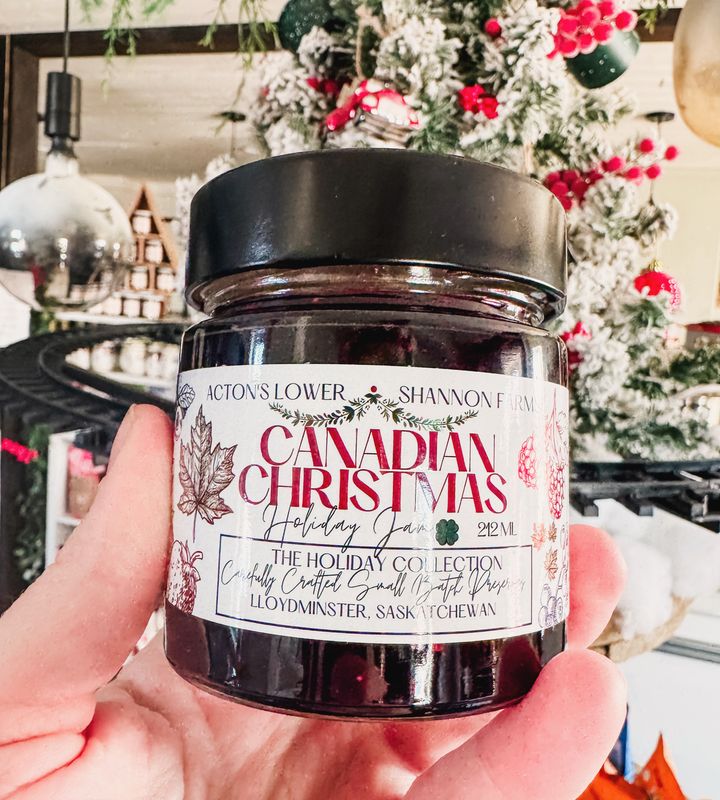 ACTON'S LOWER SHANNON FARMS
CANADIAN
CHRISTMAS
Holiday Jam 212 ML
THE HOLIDAY COLLECTION
Carefully Crafted Small Batch Preserves
LLOYDMINSTER, SASKATCHEWAN